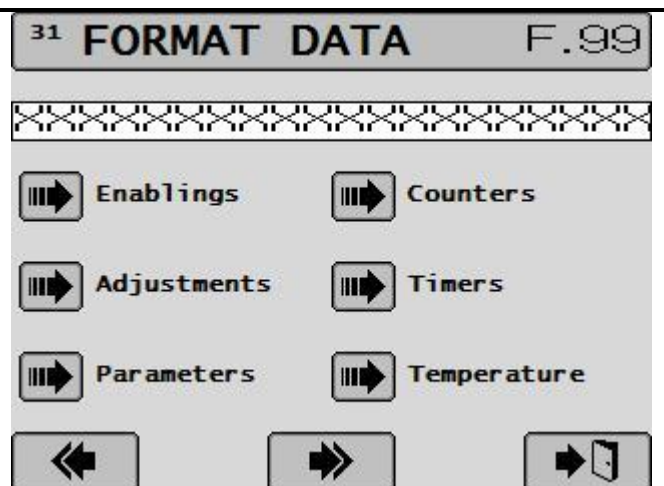 31 FORMAT DATA F.99
Enablings Counters
Adjustments Timers
Parameters Temperature